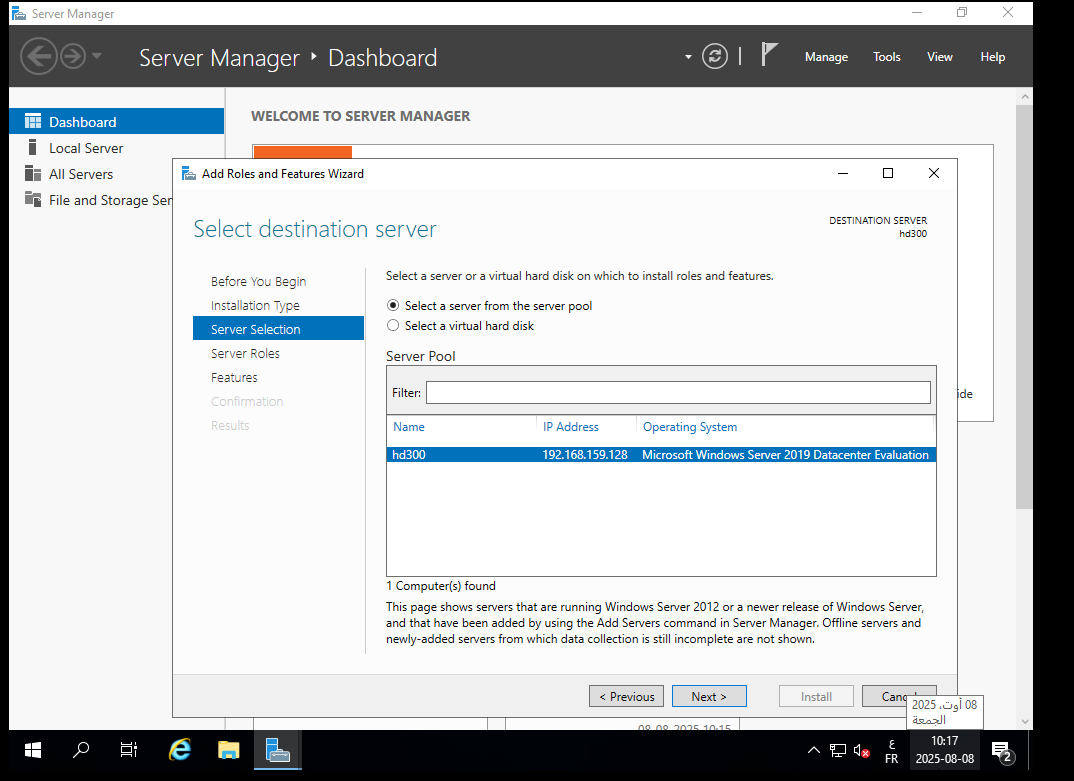 Server Manager
Server Manager ‣ Dashboard
Manage Tools View Help
Dashboard
Local Server
All Servers
File and Storage Ser
WELCOME TO SERVER MANAGER
Add Roles and Features Wizard
Select destination server
DESTINATION SERVER
hd300
Before You Begin
Installation Type
Server Selection
Server Roles
Features
Confirmation
Results
Select a server or a virtual hard disk on which to install roles and features.
Select a server from the server pool
Select a virtual hard disk
Server Pool
Filter:
Name IP Address Operating System
hd300 192.168.159.128 Microsoft Windows Server 2019 Datacenter Evaluation
1 Computer(s) found
This page shows servers that are running Windows Server 2012 or a newer release of Windows Server,
and that have been added by using the Add Servers command in Server Manager. Offline servers and
newly-added servers from which data collection is still incomplete are not shown.
< Previous Next > Install Canc
ide
08-08-2025 10:15
08 أوت، 2025
الجمعة
ع
FR
10:17
2025-08-08
2